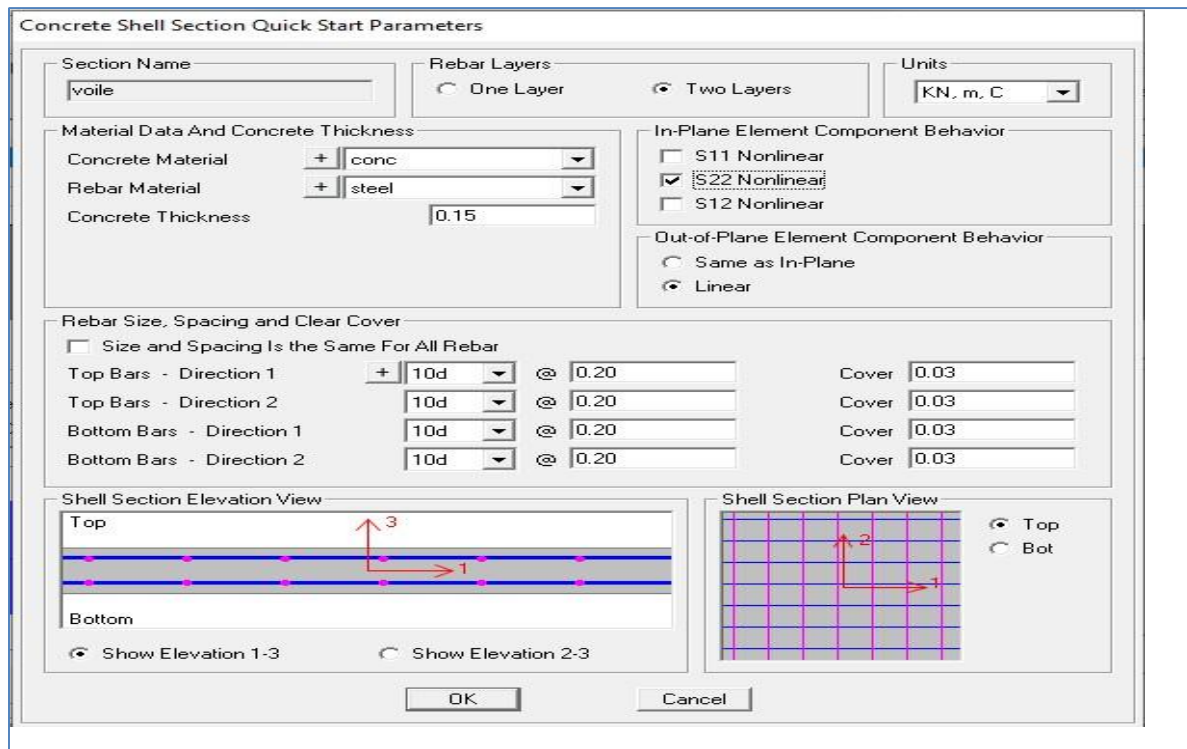 Concrete Shell Section Quick Start Parameters
Section Name
voile
Rebar Layers
One Layer Two Layers
Units
KN, m, C
Material Data And Concrete Thickness
Concrete Material + conc
Rebar Material + steel
Concrete Thickness 0.15
In-Plane Element Component Behavior
S11 Nonlinear
S22 Nonlinear
S12 Nonlinear
Out-of-Plane Element Component Behavior
Same as In-Plane
Linear
Rebar Size, Spacing and Clear Cover
Size and Spacing Is the Same For All Rebar
Top Bars - Direction 1 + 10d @ 0.20 Cover 0.03
Top Bars - Direction 2 10d @ 0.20 Cover 0.03
Bottom Bars - Direction 1 10d @ 0.20 Cover 0.03
Bottom Bars - Direction 2 10d @ 0.20 Cover 0.03
Shell Section Elevation View
Top
3
1
Bottom
Show Elevation 1-3 Show Elevation 2-3
Shell Section Plan View
2
1
Top
Bot
OK Cancel